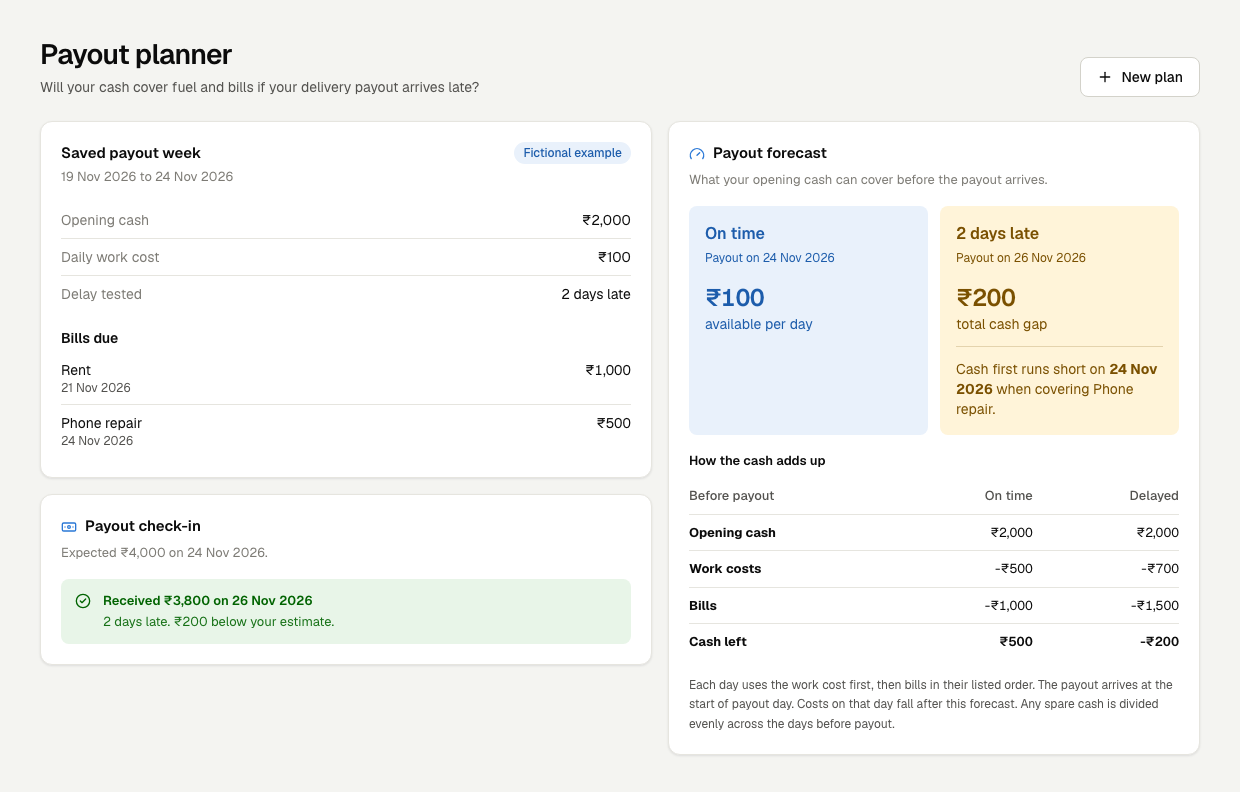 Payout planner
Will your cash cover fuel and bills if your delivery payout arrives late?
New plan
Saved payout week
Fictional example
19 Nov 2026 to 24 Nov 2026
Opening cash ₹2,000
Daily work cost ₹100
Delay tested 2 days late
Bills due
Rent ₹1,000
21 Nov 2026
Phone repair ₹500
24 Nov 2026
Payout check-in
Expected ₹4,000 on 24 Nov 2026.
Received ₹3,800 on 26 Nov 2026
2 days late. ₹200 below your estimate.
Payout forecast
What your opening cash can cover before the payout arrives.
On time
Payout on 24 Nov 2026
₹100
available per day
2 days late
Payout on 26 Nov 2026
₹200
total cash gap
Cash first runs short on 24 Nov
2026 when covering Phone
repair.
How the cash adds up
Before payout On time Delayed
Opening cash ₹2,000 ₹2,000
Work costs -₹500 -₹700
Bills -₹1,000 -₹1,500
Cash left ₹500 -₹200
Each day uses the work cost first, then bills in their listed order. The payout arrives at the
start of payout day. Costs on that day fall after this forecast. Any spare cash is divided
evenly across the days before payout.